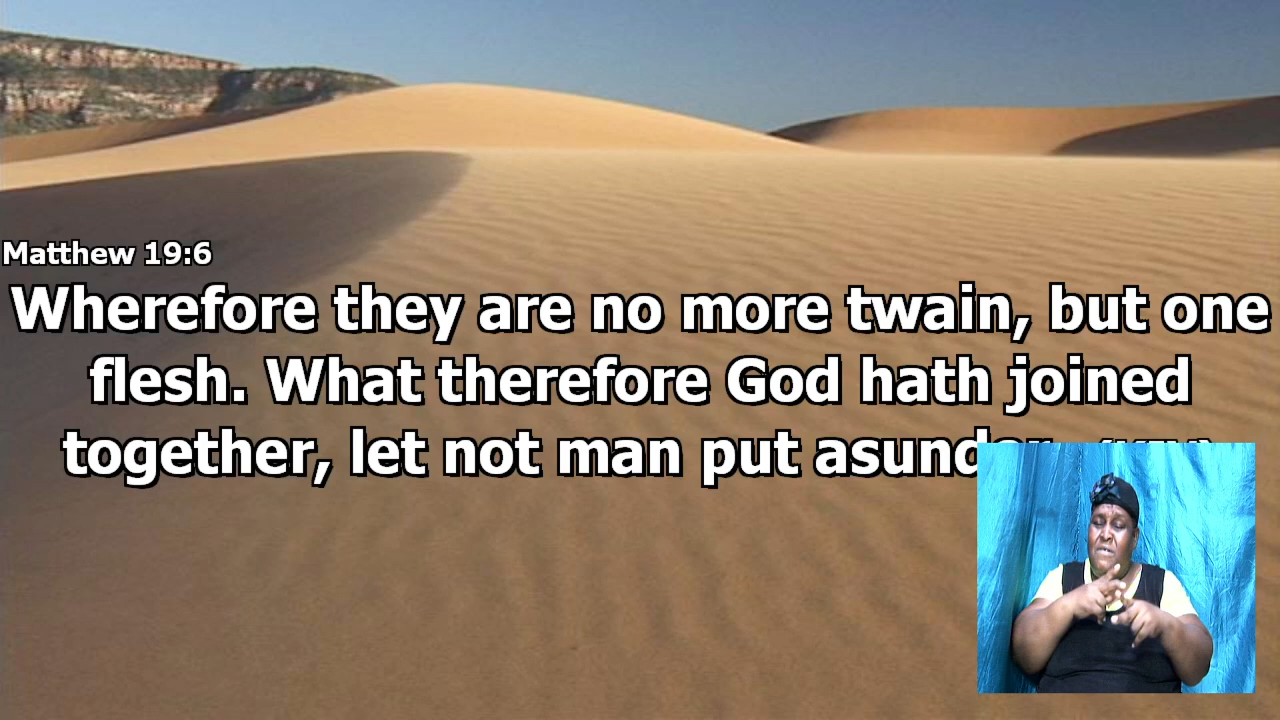 Matthew 19:6
Wherefore they are no more twain, but one
flesh. What therefore God hath joined
together, let not man put